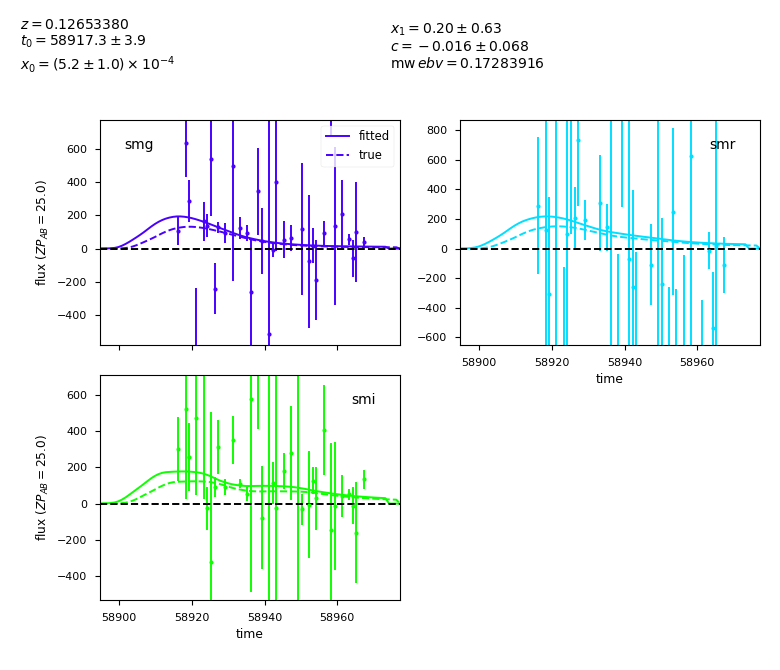 z = 0.12653380
t₀ = 58917.3 ± 3.9
x₀ = (5.2 ± 1.0) × 10⁻⁴
x₁ = 0.20 ± 0.63
c = −0.016 ± 0.068
mw ebv = 0.17283916
smg
fitted
true
600
400
200
0
−200
−400
flux (ZP_AB = 25.0)
smr
800
600
400
200
0
−200
−400
−600
58900 58920 58940 58960
time
smi
600
400
200
0
−200
−400
flux (ZP_AB = 25.0)
58900 58920 58940 58960
time